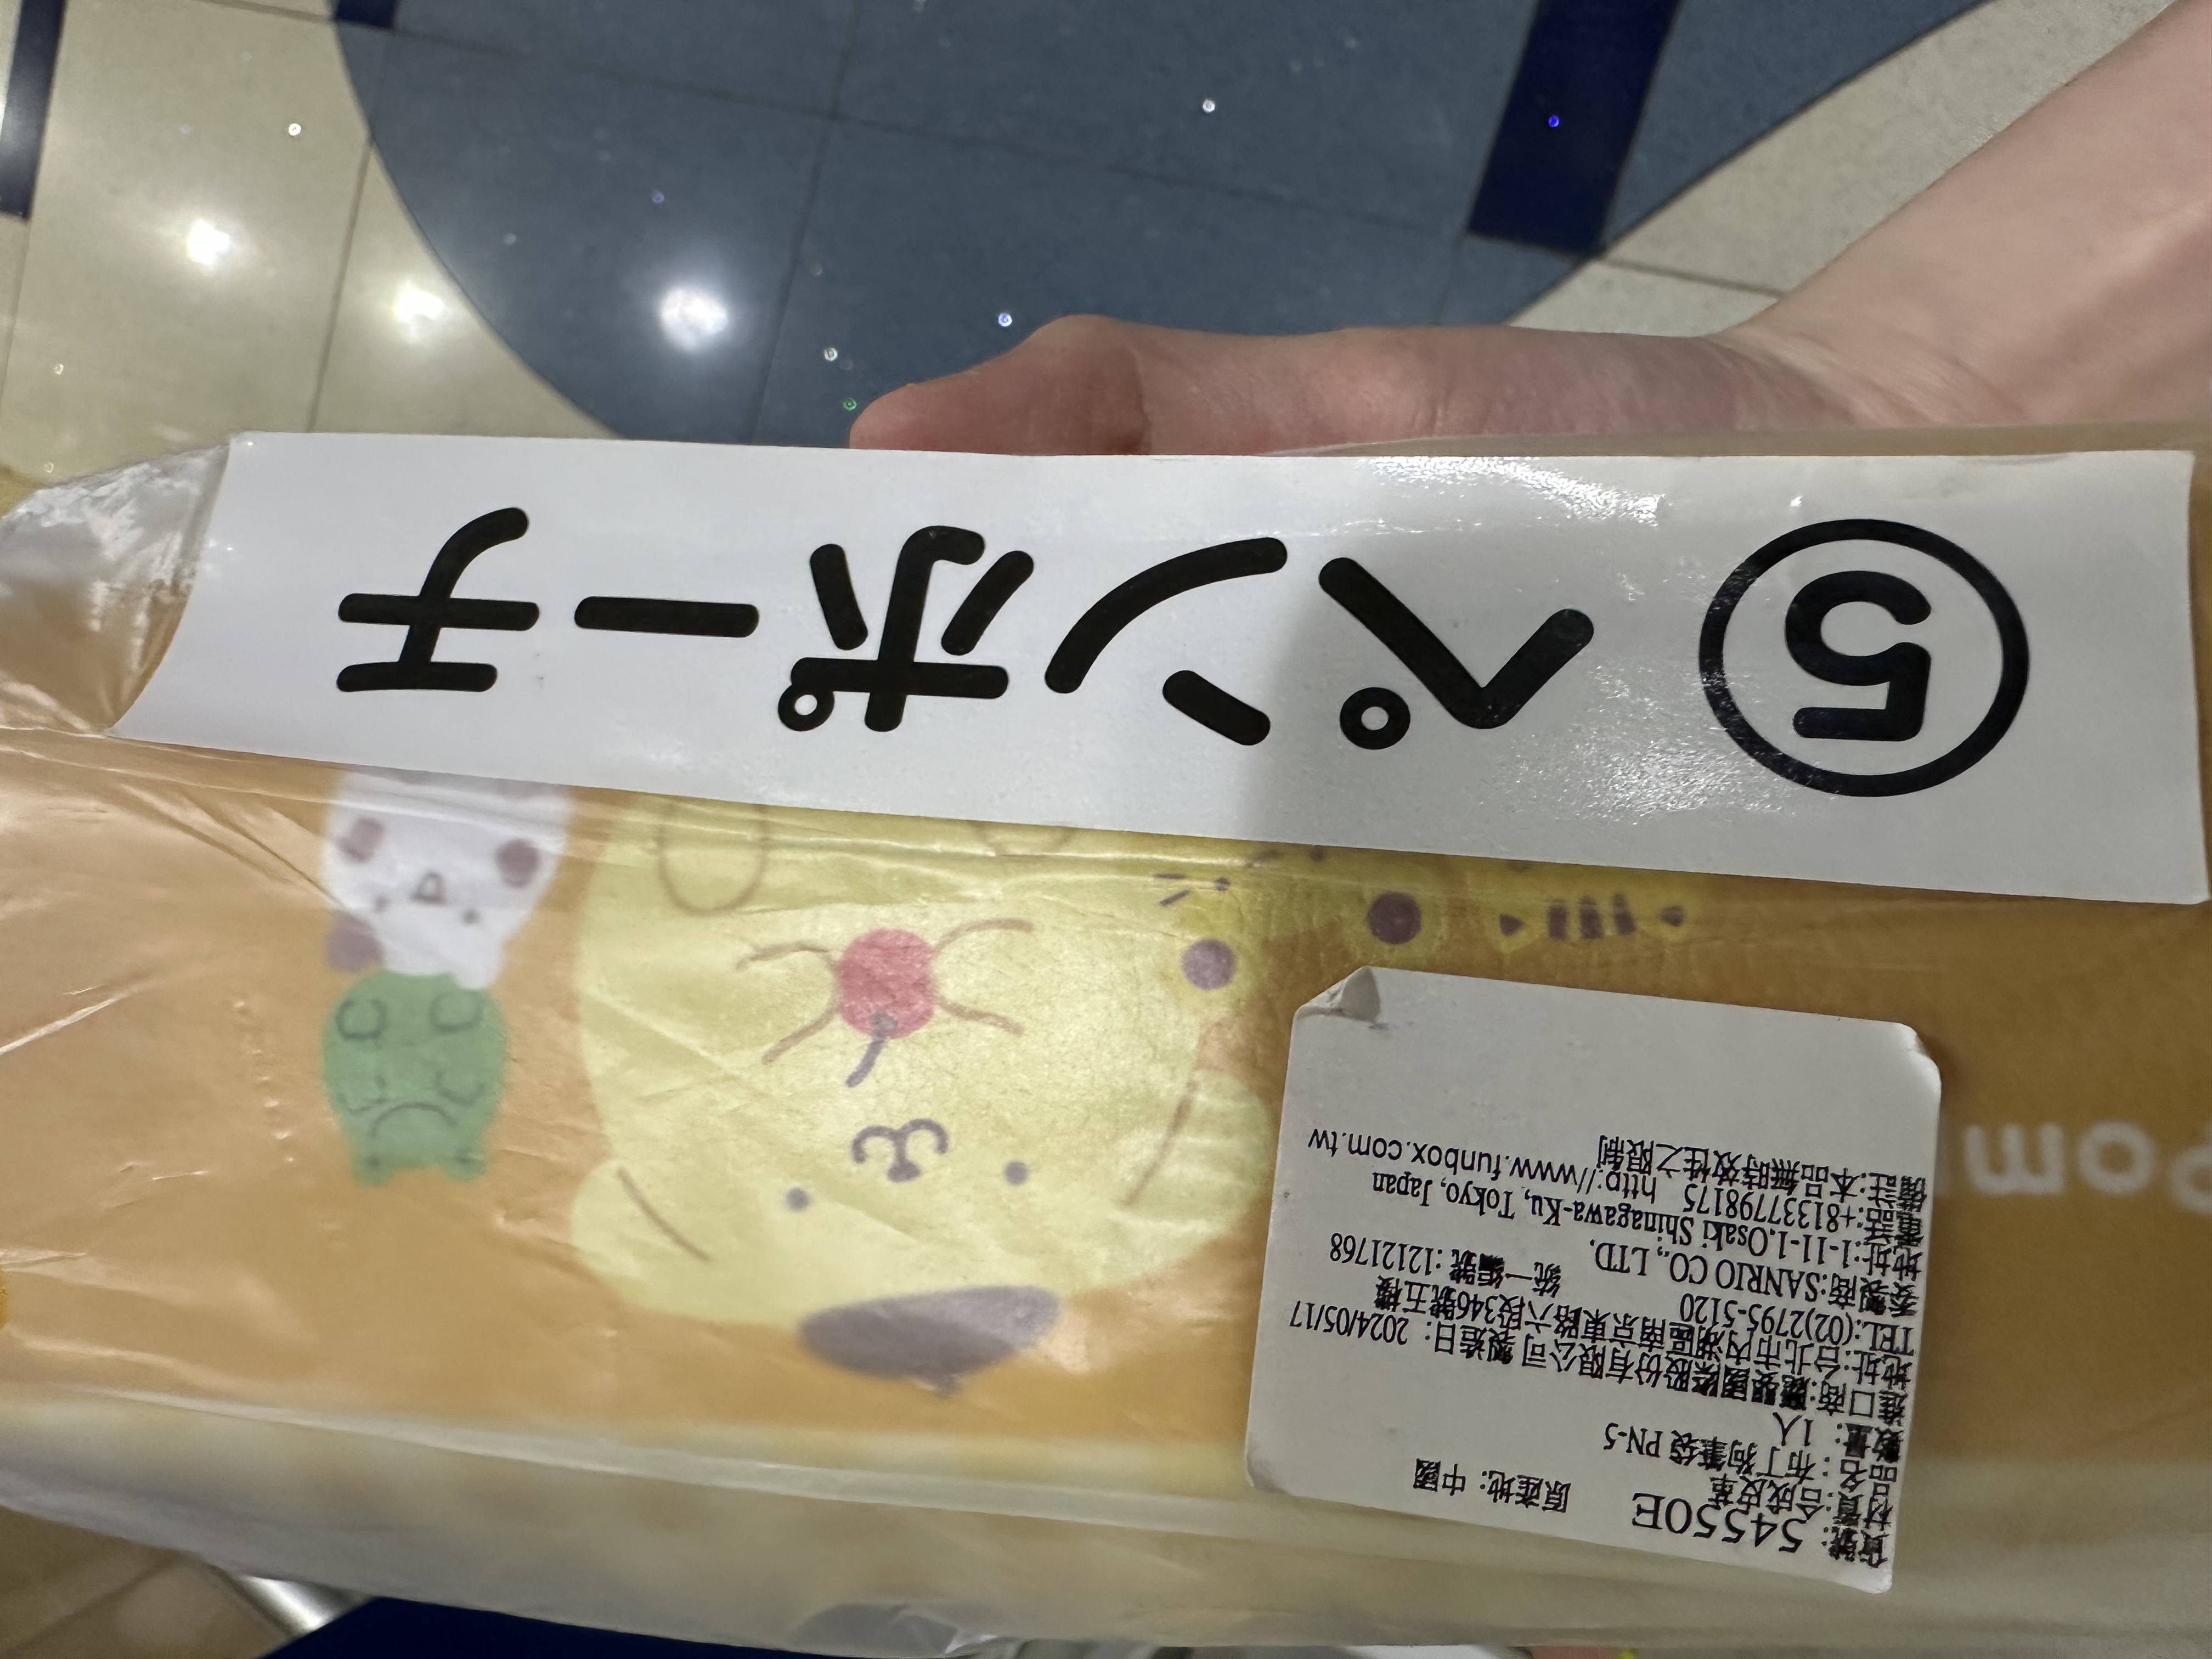 ⑤ ペンポーチ
Pom
貨號: 54550E
材質: 合成皮革 原產地: 中國
品名: 布丁狗筆袋 PN-5
數量: 1入
進口商:麗嬰國際股份有限公司 製造日: 2024/05/17
地址:台北市內湖區南京東路六段346號五樓
TEL:(02)2795-5120 統一編號:12121768
委製商:SANRIO CO., LTD.
地址:1-11-1,Osaki Shinagawa-Ku, Tokyo, Japan
電話:+81337798175 http://www.funbox.com.tw
備註:本品無時效性之限制